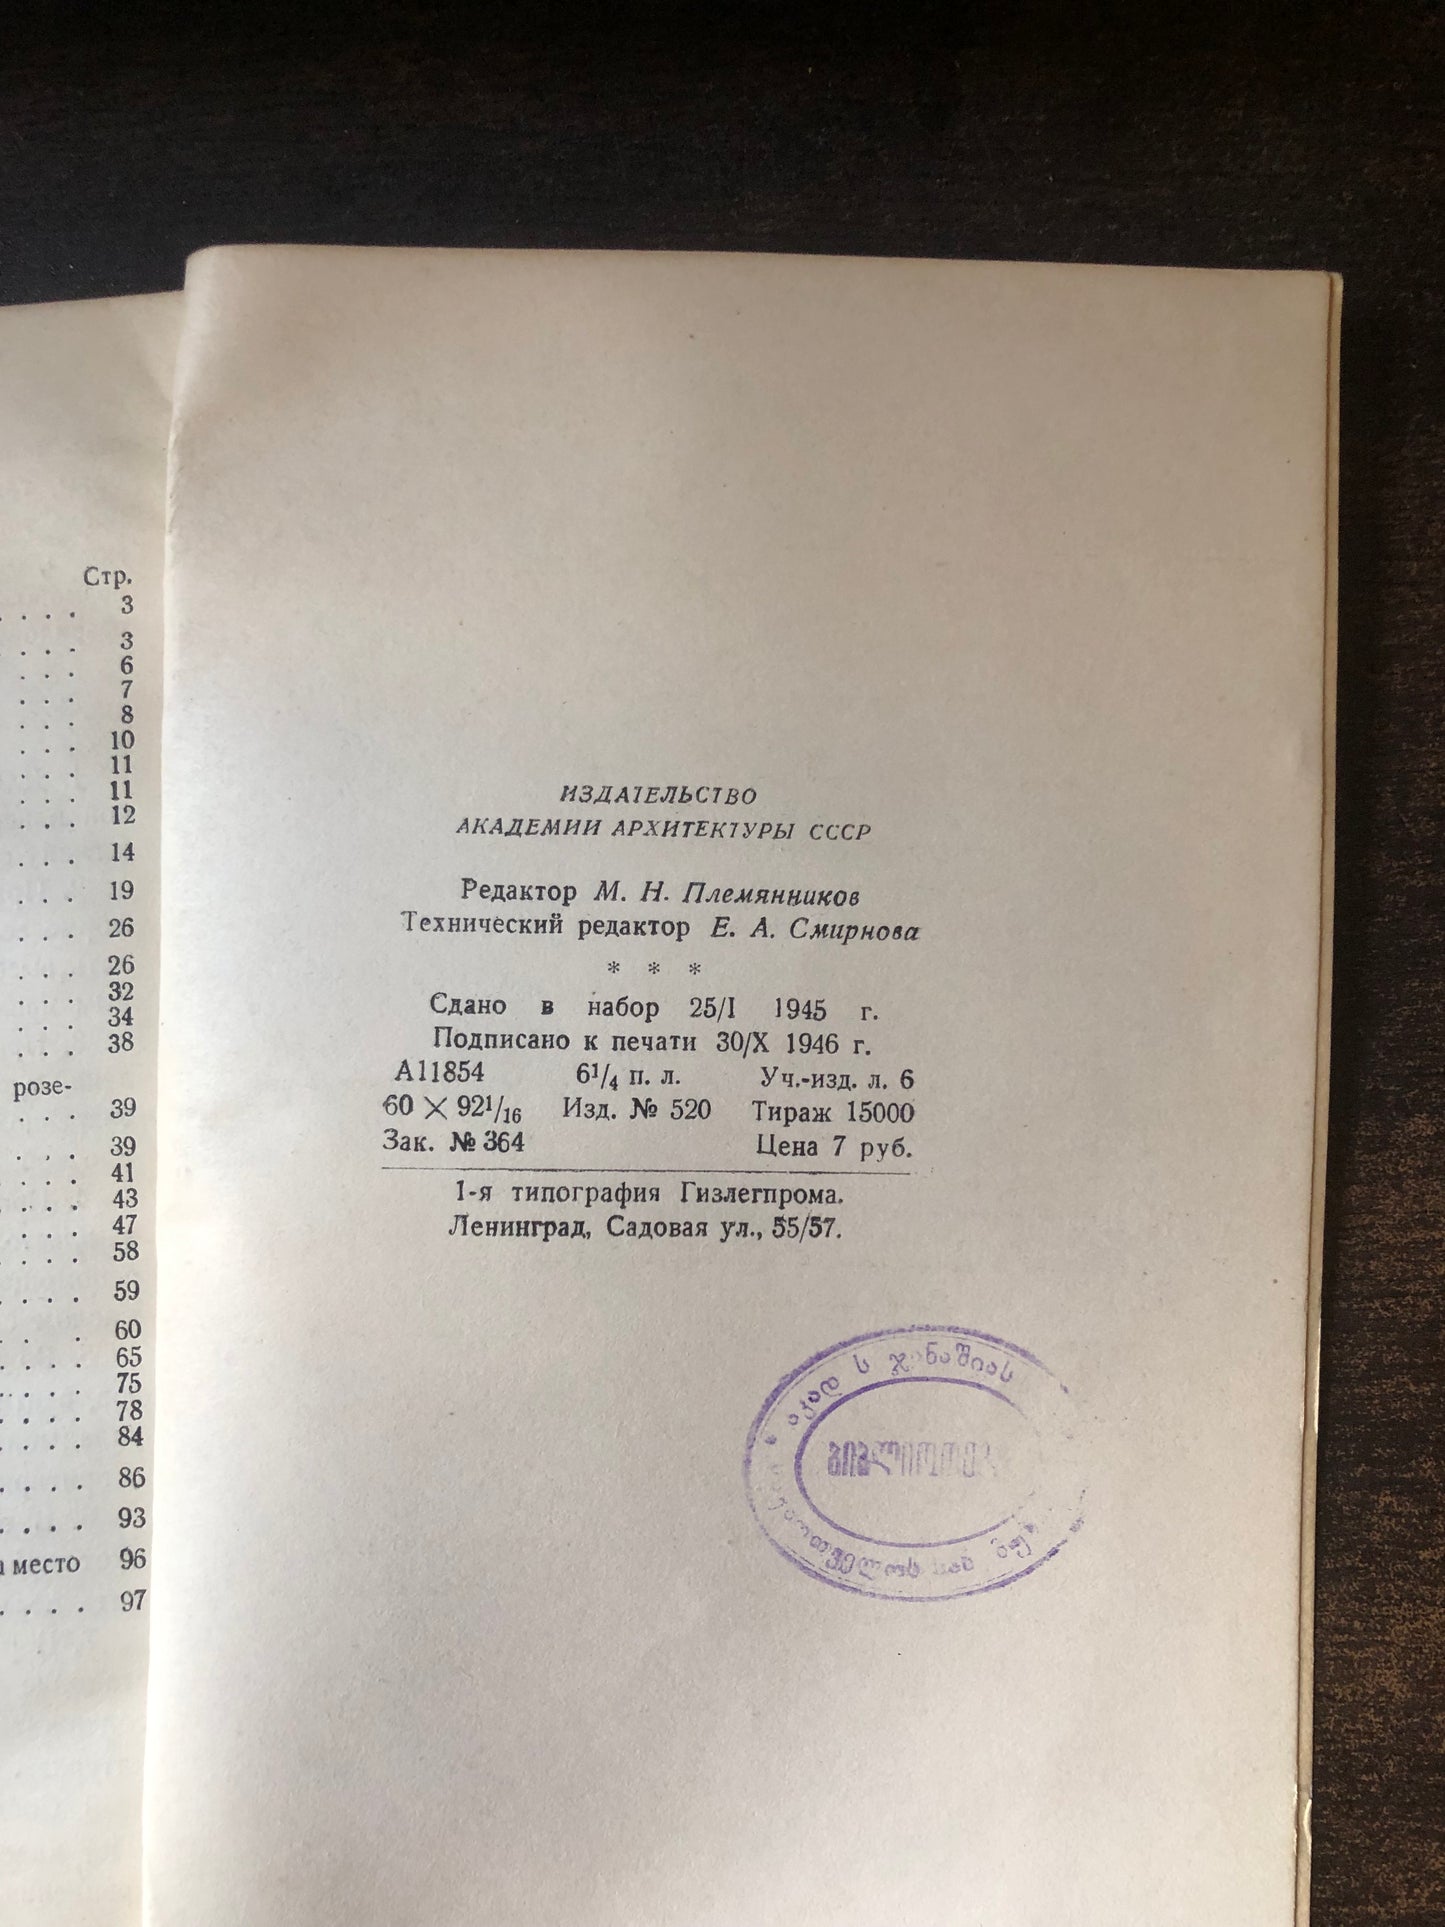 Стр.
3
3
6
7
8
10
11
11
12
14
19
26
26
32
34
38
розе-
39
39
41
43
47
58
59
60
65
75
78
84
86
93
место 96
97
ИЗДАТЕЛЬСТВО
АКАДЕМИИ АРХИТЕКТУРЫ СССР
Редактор М. Н. Племянников
Технический редактор Е. А. Смирнова
* * *
Сдано в набор 25/I 1945 г.
Подписано к печати 30/X 1946 г.
А11854 6¹/₄ п. л. Уч.-изд. л. 6
60 × 92¹/₁₆ Изд. № 520 Тираж 15000
Зак. № 364 Цена 7 руб.
1-я типография Гизлегпрома.
Ленинград, Садовая ул., 55/57.
აკად ს ჯანაშიას